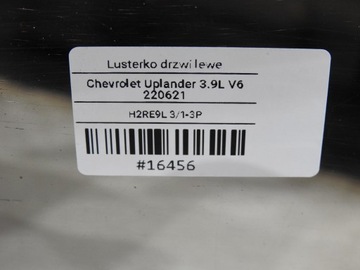 Lusterko drzwi lewe
Chevrolet Uplander 3.9L V6
220621
H2RE9L 3/1-3P
#16456